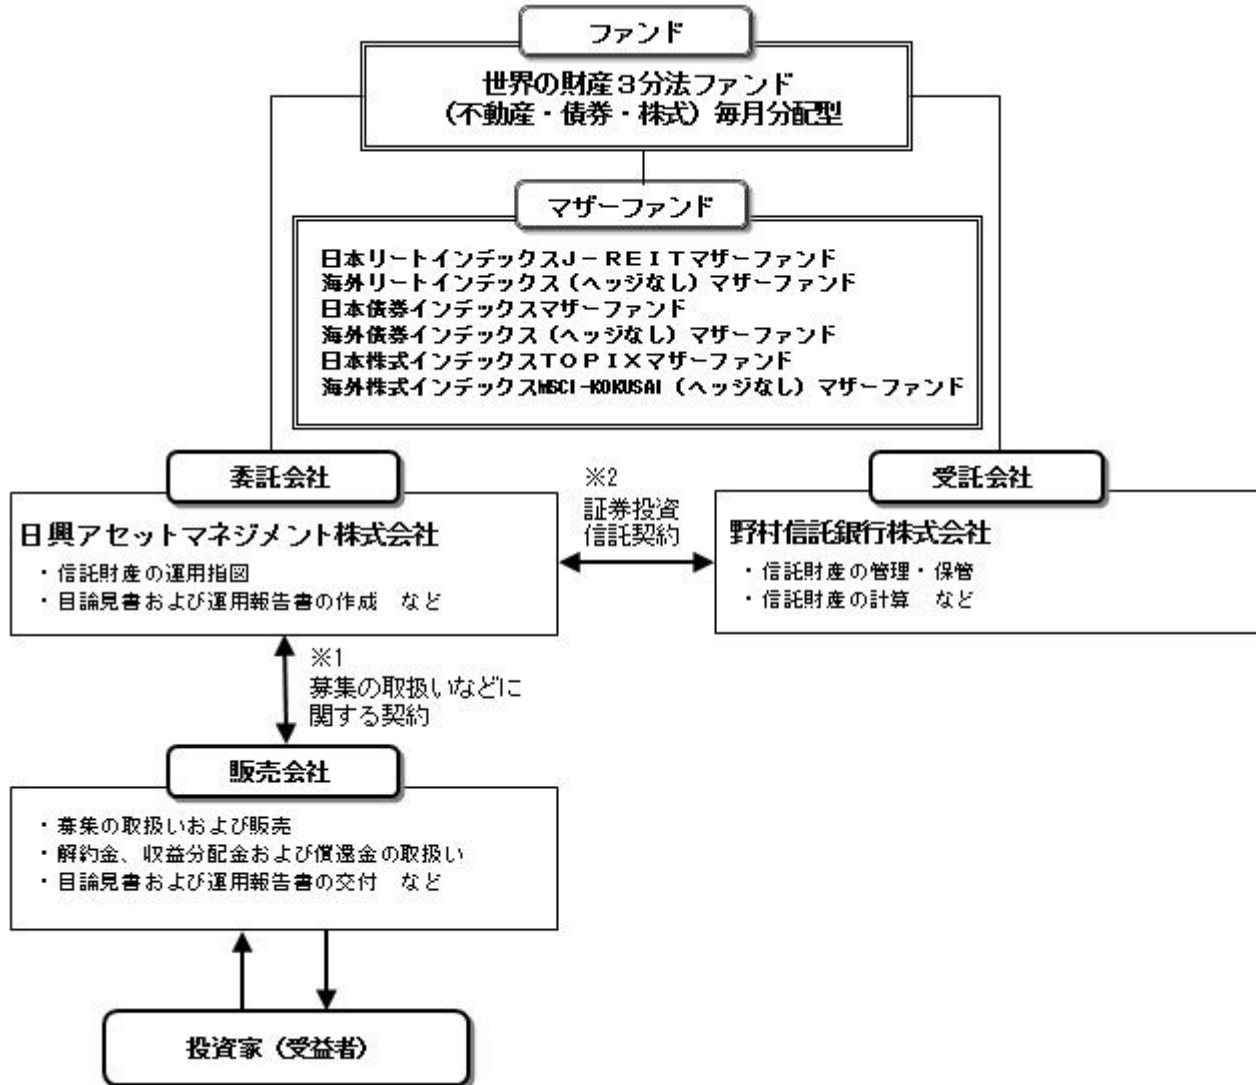 ファンド
世界の財産３分法ファンド
（不動産・債券・株式）毎月分配型
マザーファンド
日本リートインデックスＪ－ＲＥＩＴマザーファンド
海外リートインデックス（ヘッジなし）マザーファンド
日本債券インデックスマザーファンド
海外債券インデックス（ヘッジなし）マザーファンド
日本株式インデックスＴＯＰＩＸマザーファンド
海外株式インデックスMSCI-KOKUSAI（ヘッジなし）マザーファンド
委託会社
日興アセットマネジメント株式会社
・信託財産の運用指図
・目論見書および運用報告書の作成　など
※2
証券投資
信託契約
受託会社
野村信託銀行株式会社
・信託財産の管理・保管
・信託財産の計算　など
※1
募集の取扱いなどに
関する契約
販売会社
・募集の取扱いおよび販売
・解約金、収益分配金および償還金の取扱い
・目論見書および運用報告書の交付　など
投資家（受益者）